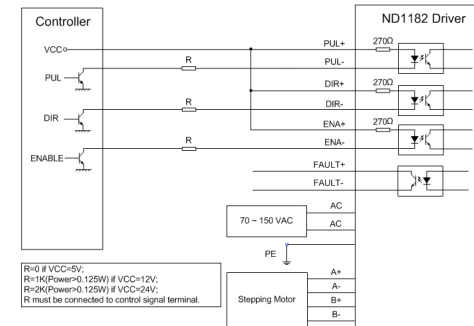 Controller
ND1182 Driver
VCC
PUL+
270Ω
R
PUL-
PUL
DIR+
270Ω
R
DIR-
DIR
ENA+
270Ω
R
ENA-
ENABLE
FAULT+
FAULT-
AC
70 ~ 150 VAC
AC
PE
R=0 if VCC=5V;
R=1K(Power>0.125W) if VCC=12V;
R=2K(Power>0.125W) if VCC=24V;
R must be connected to control signal terminal.
Stepping Motor
A+
A-
B+
B-